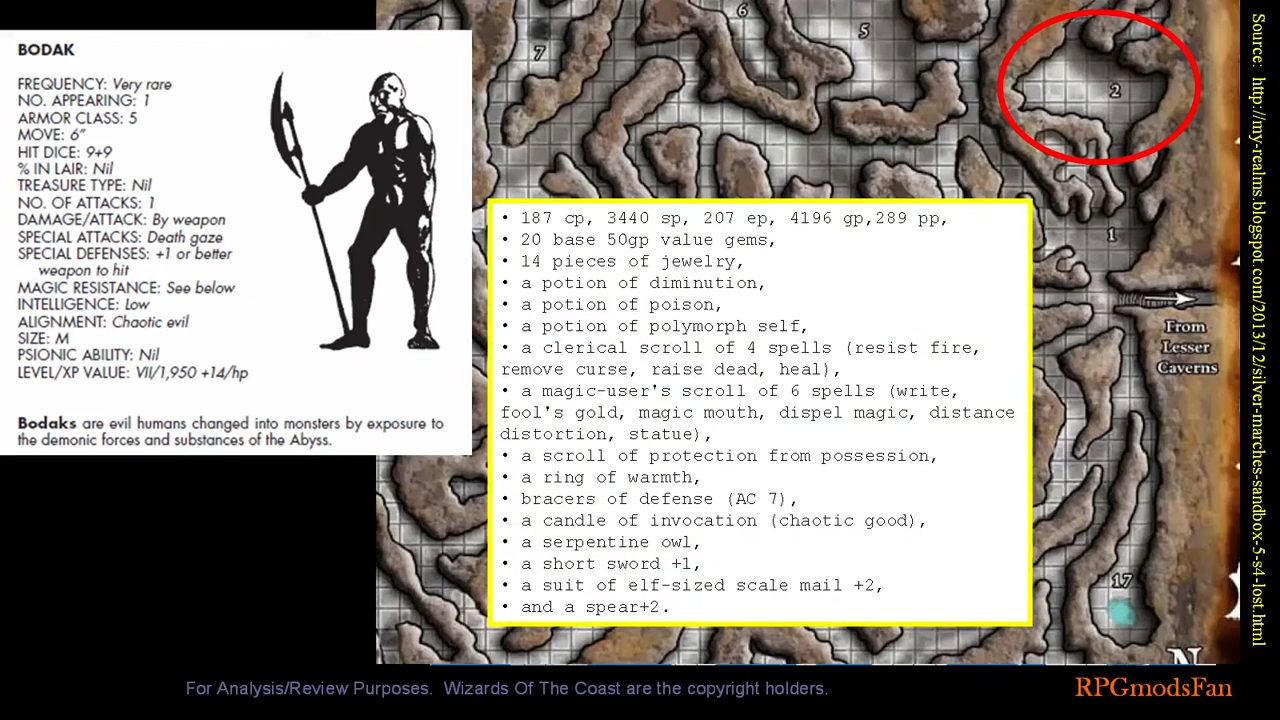 BODAK
FREQUENCY: Very rare
NO. APPEARING: 1
ARMOR CLASS: 5
MOVE: 6"
HIT DICE: 9+9
% IN LAIR: Nil
TREASURE TYPE: Nil
NO. OF ATTACKS: 1
DAMAGE/ATTACK: By weapon
SPECIAL ATTACKS: Death gaze
SPECIAL DEFENSES: +1 or better
weapon to hit
MAGIC RESISTANCE: See below
INTELLIGENCE: Low
ALIGNMENT: Chaotic evil
SIZE: M
PSIONIC ABILITY: Nil
LEVEL/XP VALUE: VII/1,950 +14/hp
Bodaks are evil humans changed into monsters by exposure to
the demonic forces and substances of the Abyss.
7
6
5
2
1
From
Lesser
Caverns
17
N
• 187 cp, 3440 sp, 207 ep, 4196 gp,289 pp,
• 20 base 50gp value gems,
• 14 pieces of jewelry,
• a potion of diminution,
• a potion of poison,
• a potion of polymorph self,
• a clerical scroll of 4 spells (resist fire,
remove curse, raise dead, heal),
• a magic-user's scroll of 6 spells (write,
fool's gold, magic mouth, dispel magic, distance
distortion, statue),
• a scroll of protection from possession,
• a ring of warmth,
• bracers of defense (AC 7),
• a candle of invocation (chaotic good),
• a serpentine owl,
• a short sword +1,
• a suit of elf-sized scale mail +2,
• and a spear+2.
Source: http://my-realms.blogspot.com/2013/12/silver-marches-sandbox-5-s4-lost.html
For Analysis/Review Purposes. Wizards Of The Coast are the copyright holders.
RPGmodsFan